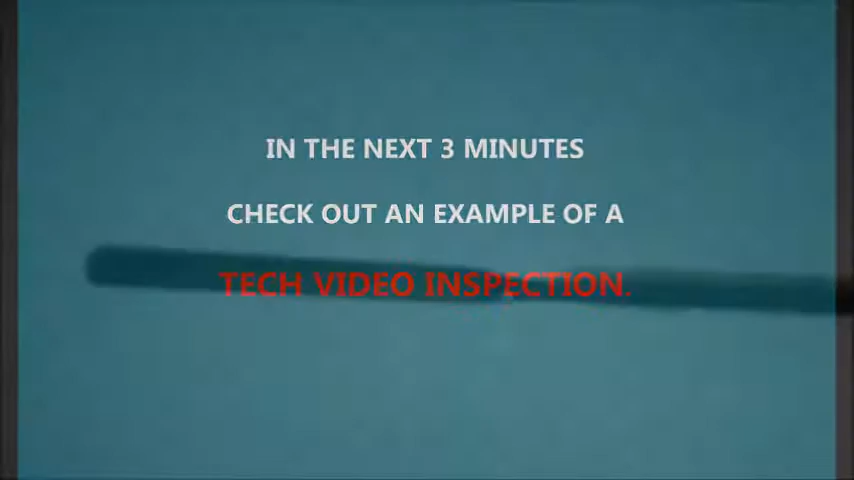 IN THE NEXT 3 MINUTES
CHECK OUT AN EXAMPLE OF A
TECH VIDEO INSPECTION.